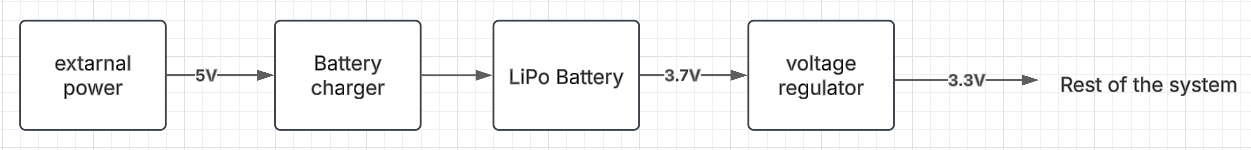 extarnal
power
5V
Battery
charger
LiPo Battery
3.7V
voltage
regulator
3.3V
Rest of the system